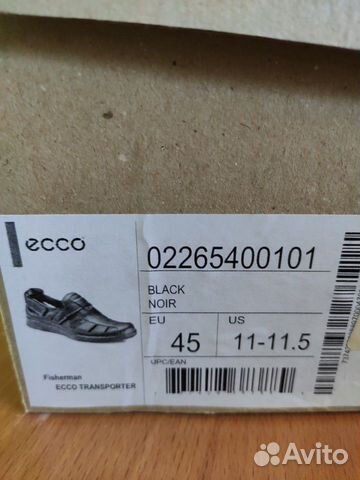 ecco
02265400101
BLACK
NOIR
EU
US
45
11-11.5
UPC/EAN
Fisherman
ECCO TRANSPORTER
Avito